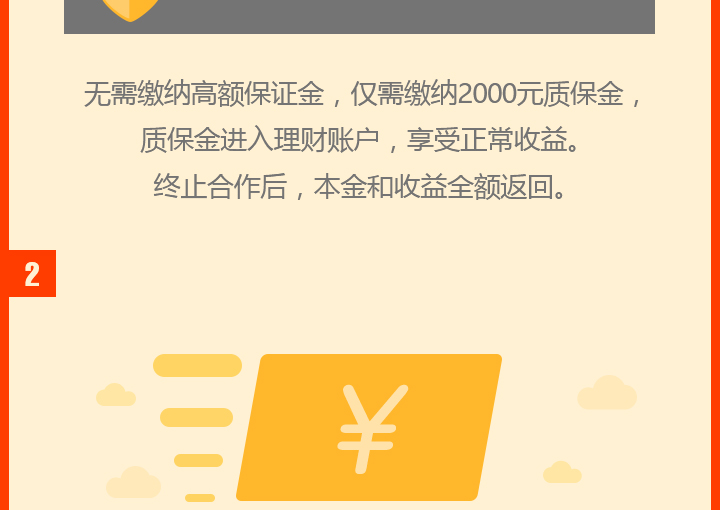 无需缴纳高额保证金，仅需缴纳2000元质保金，
质保金进入理财账户，享受正常收益。
终止合作后，本金和收益全额返回。
2
¥